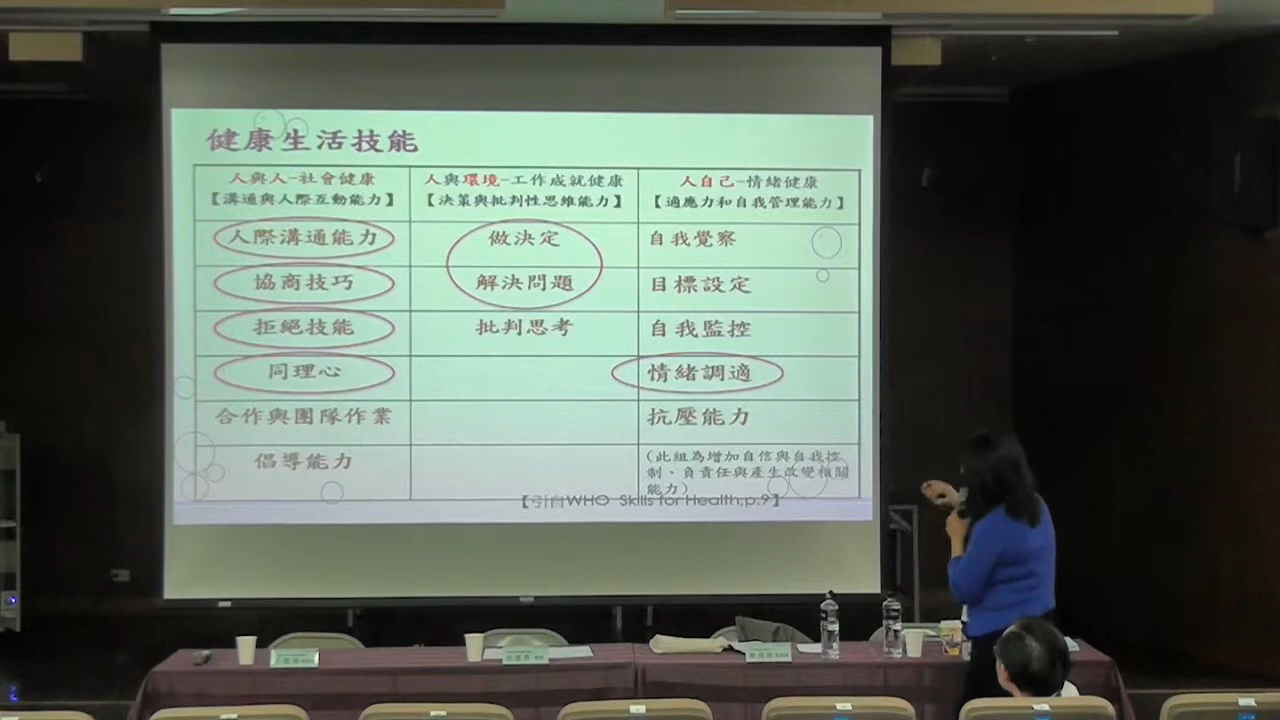 健康生活技能
人與人-社會健康
【溝通與人際互動能力】
人與環境-工作成就健康
【決策與批判性思維能力】
人自己-情緒健康
【適應力和自我管理能力】
人際溝通能力
做決定
自我覺察
協商技巧
解決問題
目標設定
拒絕技能
批判思考
自我監控
同理心
情緒調適
合作與團隊作業
抗壓能力
倡導能力
(此組為增加自信與自我控
制、負責任與產生改變相關
能力)
【引自WHO Skills for Health,p.9】